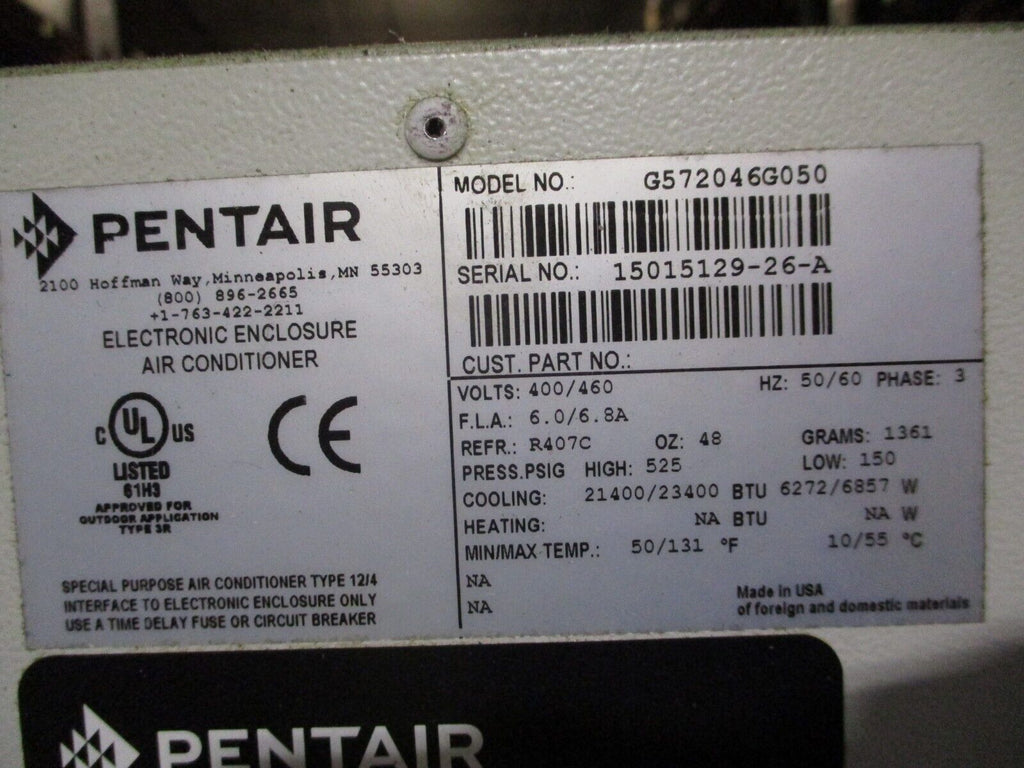 PENTAIR
2100 Hoffman Way,Minneapolis,MN 55303
(800) 896-2665
+1-763-422-2211
ELECTRONIC ENCLOSURE
AIR CONDITIONER
C UL US
LISTED
61H3
APPROVED FOR
OUTDOOR APPLICATION
TYPE 3R
CE
SPECIAL PURPOSE AIR CONDITIONER TYPE 12/4
INTERFACE TO ELECTRONIC ENCLOSURE ONLY
USE A TIME DELAY FUSE OR CIRCUIT BREAKER
MODEL NO.: G572046G050
SERIAL NO.: 15015129-26-A
CUST. PART NO.:
VOLTS: 400/460 HZ: 50/60 PHASE: 3
F.L.A.: 6.0/6.8A
REFR.: R407C OZ: 48 GRAMS: 1361
PRESS.PSIG HIGH: 525 LOW: 150
COOLING: 21400/23400 BTU 6272/6857 W
HEATING: NA BTU NA W
MIN/MAX TEMP.: 50/131 °F 10/55 °C
NA
NA
Made in USA
of foreign and domestic materials
PENTAIR